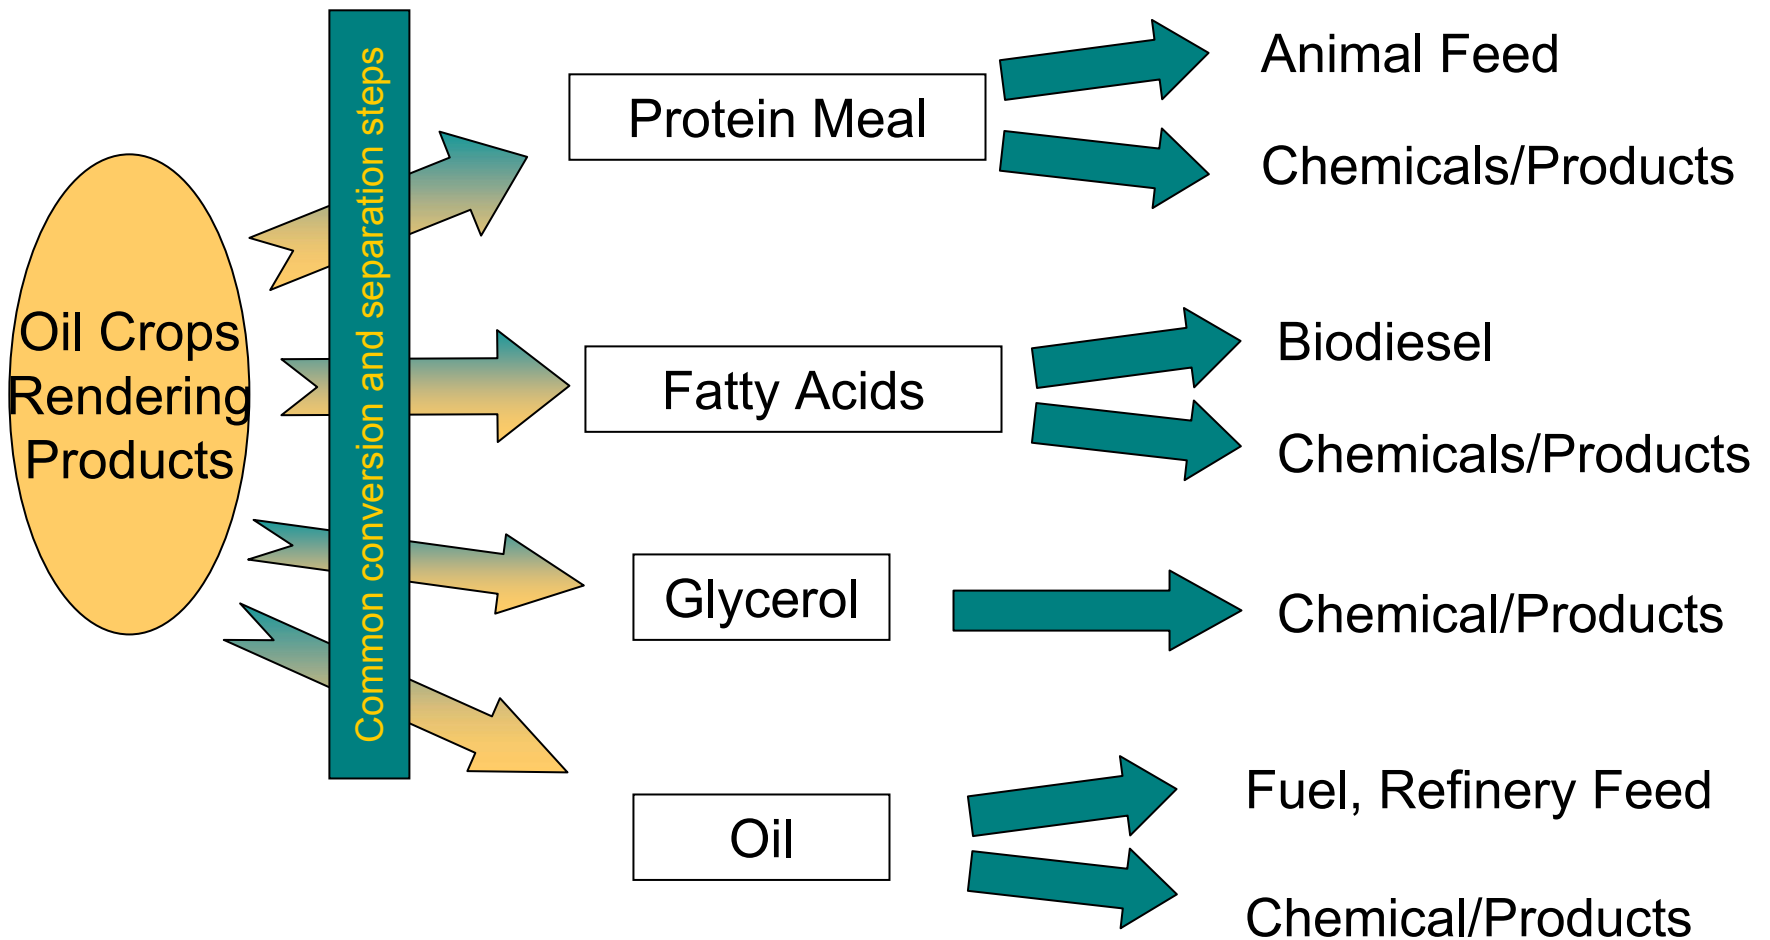 Oil Crops
Rendering
Products
Common conversion and separation steps
Protein Meal
Animal Feed
Chemicals/Products
Fatty Acids
Biodiesel
Chemicals/Products
Glycerol
Chemical/Products
Oil
Fuel, Refinery Feed
Chemical/Products